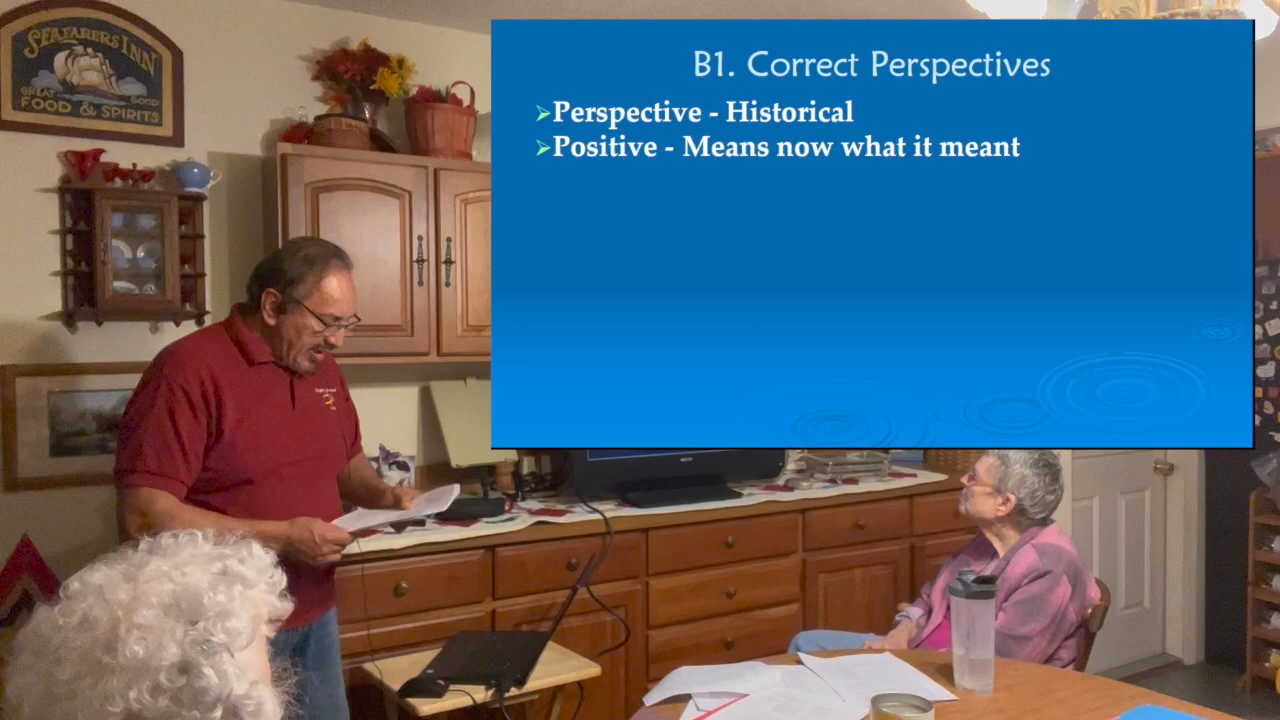 SEAFARERS INN
GREAT GOOD
FOOD & SPIRITS
B1. Correct Perspectives
➢Perspective - Historical
➢Positive - Means now what it meant